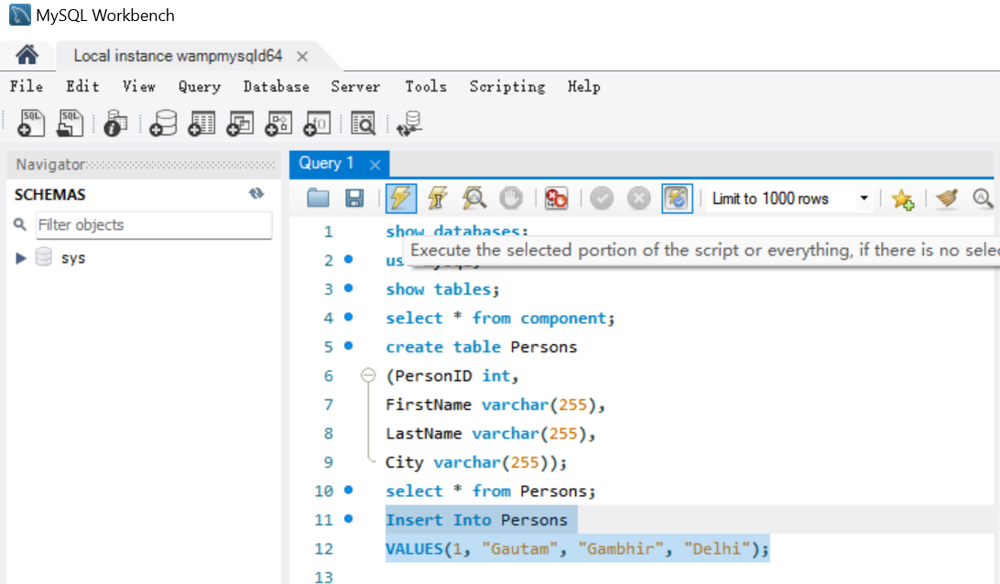 MySQL Workbench
Local instance wampmysqld64
File Edit View Query Database Server Tools Scripting Help
Navigator
Query 1
SCHEMAS
Limit to 1000 rows
Filter objects
sys
1 show databases;
Execute the selected portion of the script or everything, if there is no
2
3 show tables;
4 select * from component;
5 create table Persons
6 (PersonID int,
7 FirstName varchar(255),
8 LastName varchar(255),
9 City varchar(255));
10 select * from Persons;
11 Insert Into Persons
12 VALUES(1, "Gautam", "Gambhir", "Delhi");
13